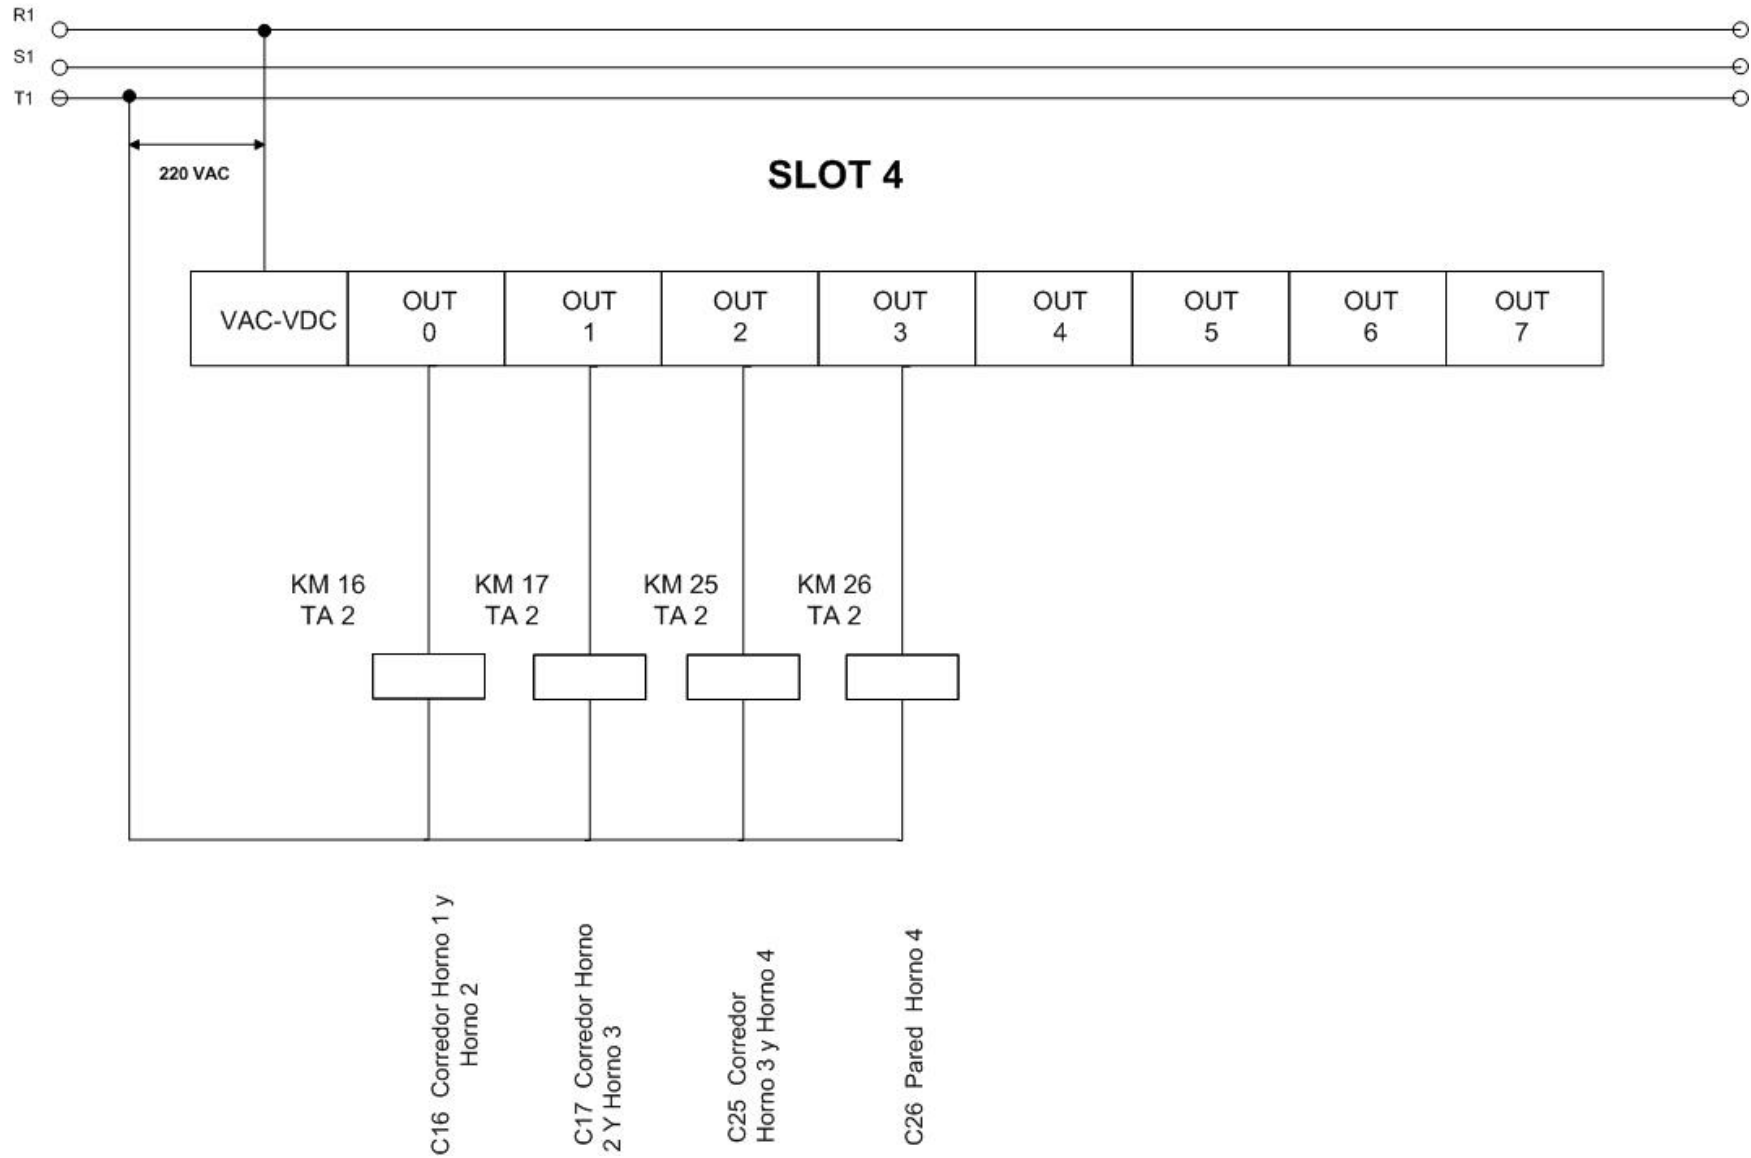 R1
S1
T1
220 VAC
SLOT 4
VAC-VDC
OUT
0
OUT
1
OUT
2
OUT
3
OUT
4
OUT
5
OUT
6
OUT
7
KM 16
TA 2
KM 17
TA 2
KM 25
TA 2
KM 26
TA 2
C16 Corredor Horno 1 y
Horno 2
C17 Corredor Horno
2 Y Horno 3
C25 Corredor
Horno 3 y Horno 4
C26 Pared Horno 4